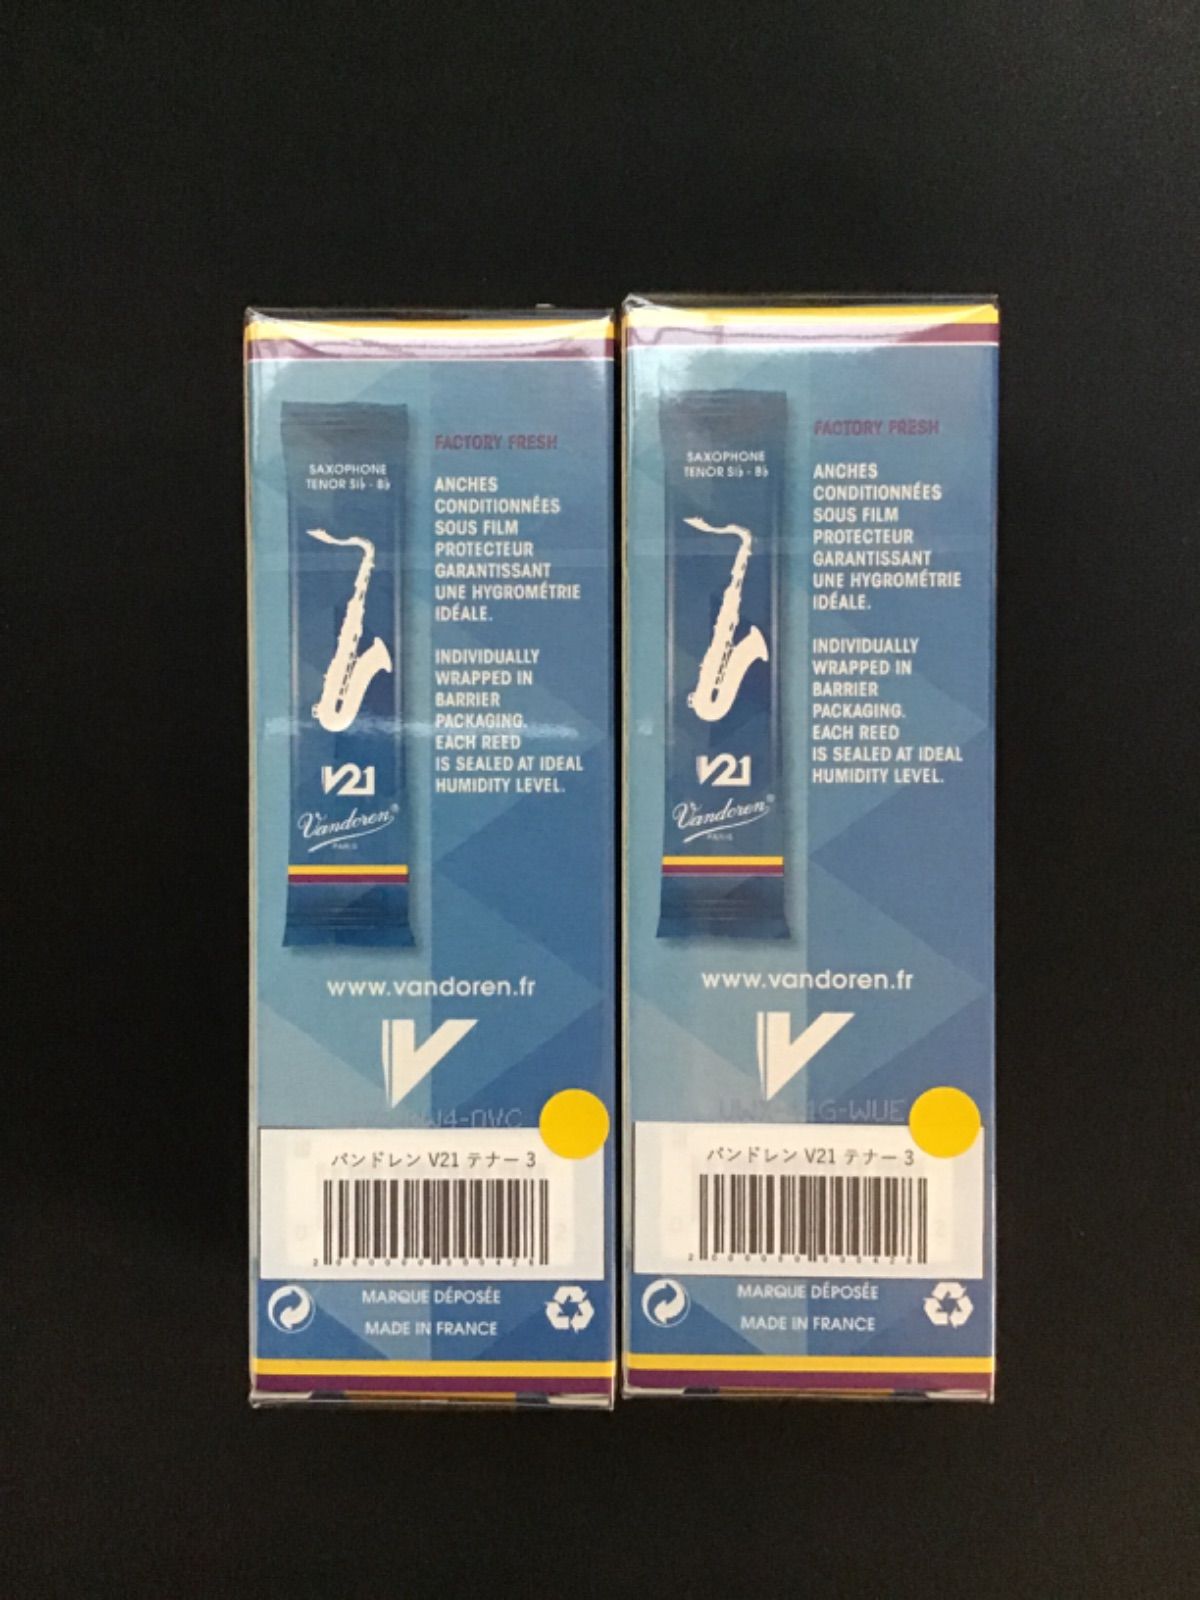 SAXOPHONE
TENOR Si♭ - B♭
V21
Vandoren®
PARIS
FACTORY FRESH
ANCHES
CONDITIONNÉES
SOUS FILM
PROTECTEUR
GARANTISSANT
UNE HYGROMÉTRIE
IDÉALE.
INDIVIDUALLY
WRAPPED IN
BARRIER
PACKAGING.
EACH REED
IS SEALED AT IDEAL
HUMIDITY LEVEL.
www.vandoren.fr
V
バンドレン V21 テナー 3
MARQUE DÉPOSÉE
MADE IN FRANCE
SAXOPHONE
TENOR Si♭ - B♭
V21
Vandoren®
PARIS
FACTORY FRESH
ANCHES
CONDITIONNÉES
SOUS FILM
PROTECTEUR
GARANTISSANT
UNE HYGROMÉTRIE
IDÉALE.
INDIVIDUALLY
WRAPPED IN
BARRIER
PACKAGING.
EACH REED
IS SEALED AT IDEAL
HUMIDITY LEVEL.
www.vandoren.fr
V
バンドレン V21 テナー 3
MARQUE DÉPOSÉE
MADE IN FRANCE